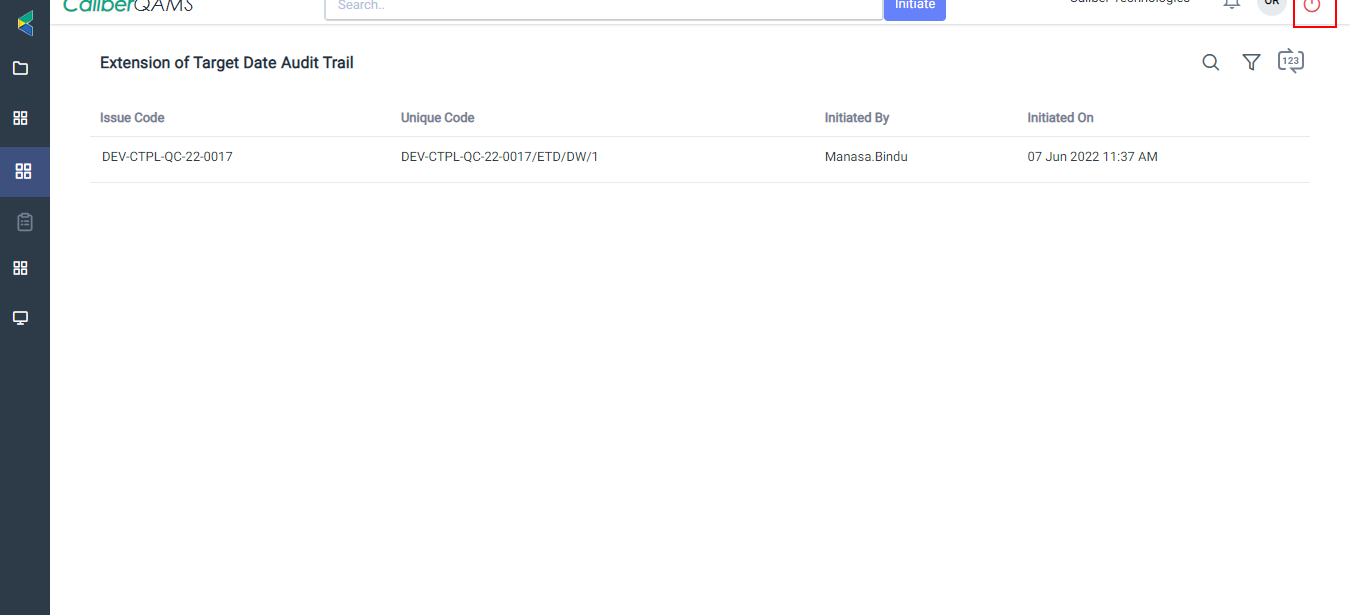 CaliberQAMS
Search..
Initiate
Caliber Technologies
OR
Extension of Target Date Audit Trail
123
Issue Code Unique Code Initiated By Initiated On
DEV-CTPL-QC-22-0017 DEV-CTPL-QC-22-0017/ETD/DW/1 Manasa.Bindu 07 Jun 2022 11:37 AM